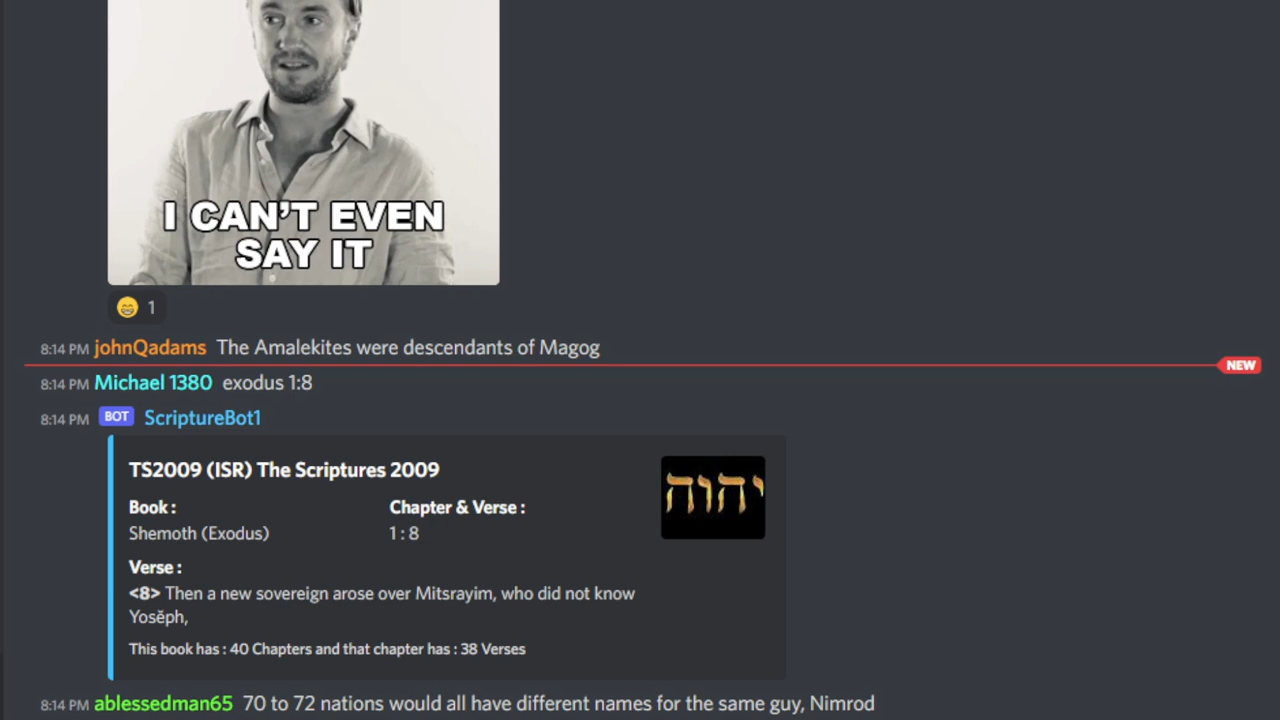 I CAN'T EVEN
SAY IT
😁 1
8:14 PM johnQadams The Amalekites were descendants of Magog
NEW
8:14 PM Michael 1380 exodus 1:8
8:14 PM BOT ScriptureBot1
TS2009 (ISR) The Scriptures 2009
יהוה
Book : Chapter & Verse :
Shemoth (Exodus) 1 : 8
Verse :
<8> Then a new sovereign arose over Mitsrayim, who did not know
Yosĕph,
This book has : 40 Chapters and that chapter has : 38 Verses
8:14 PM ablessedman65 70 to 72 nations would all have different names for the same guy, Nimrod